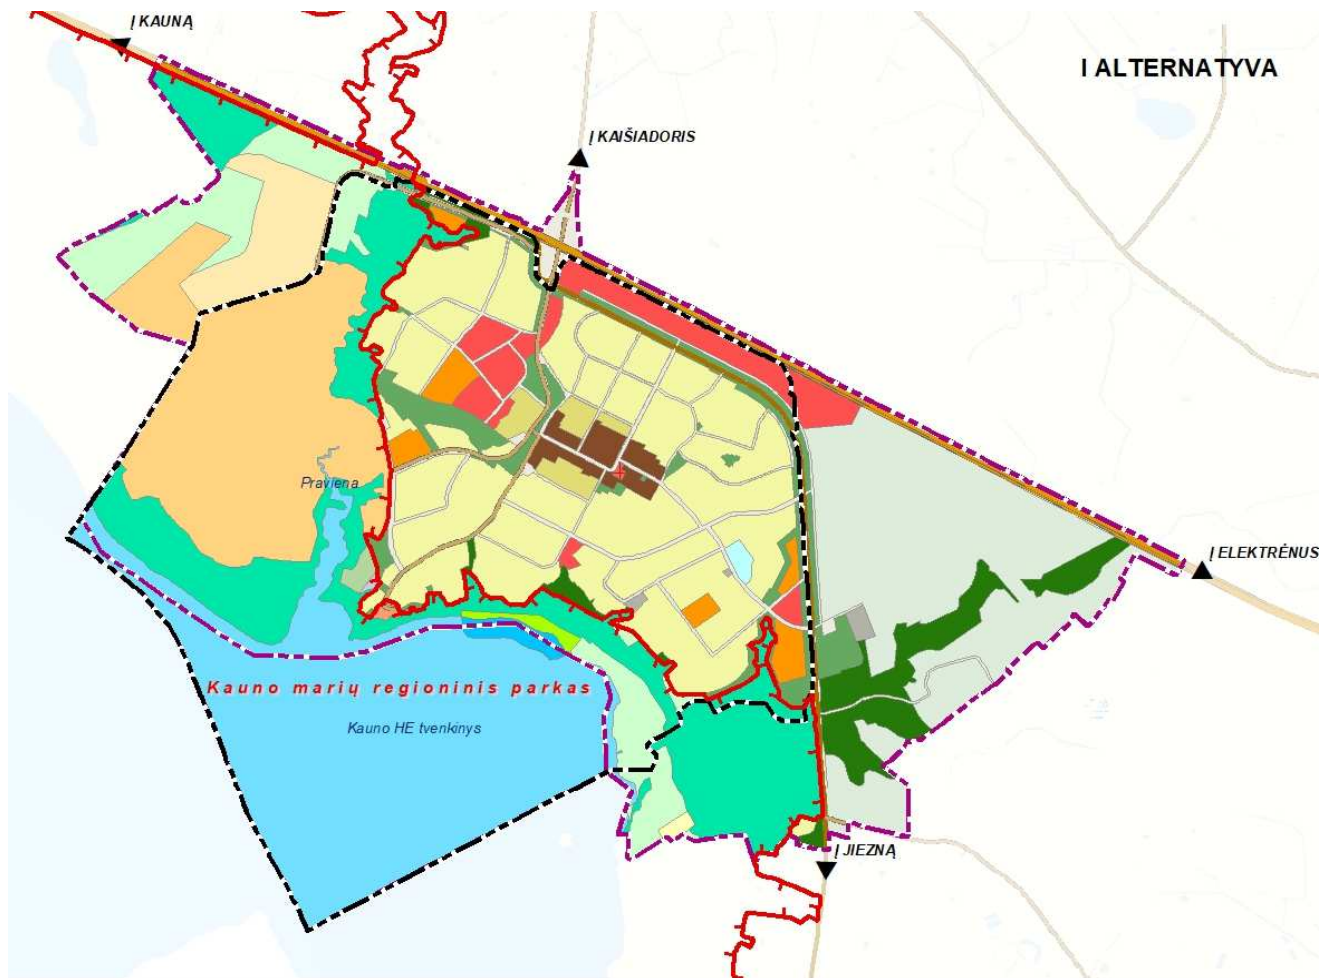 Į KAUNĄ
I ALTERNATYVA
Į KAIŠIADORIS
Praviena
Į ELEKTRĖNUS
Kauno marių regioninis parkas
Kauno HE tvenkinys
Į JIEZNĄ